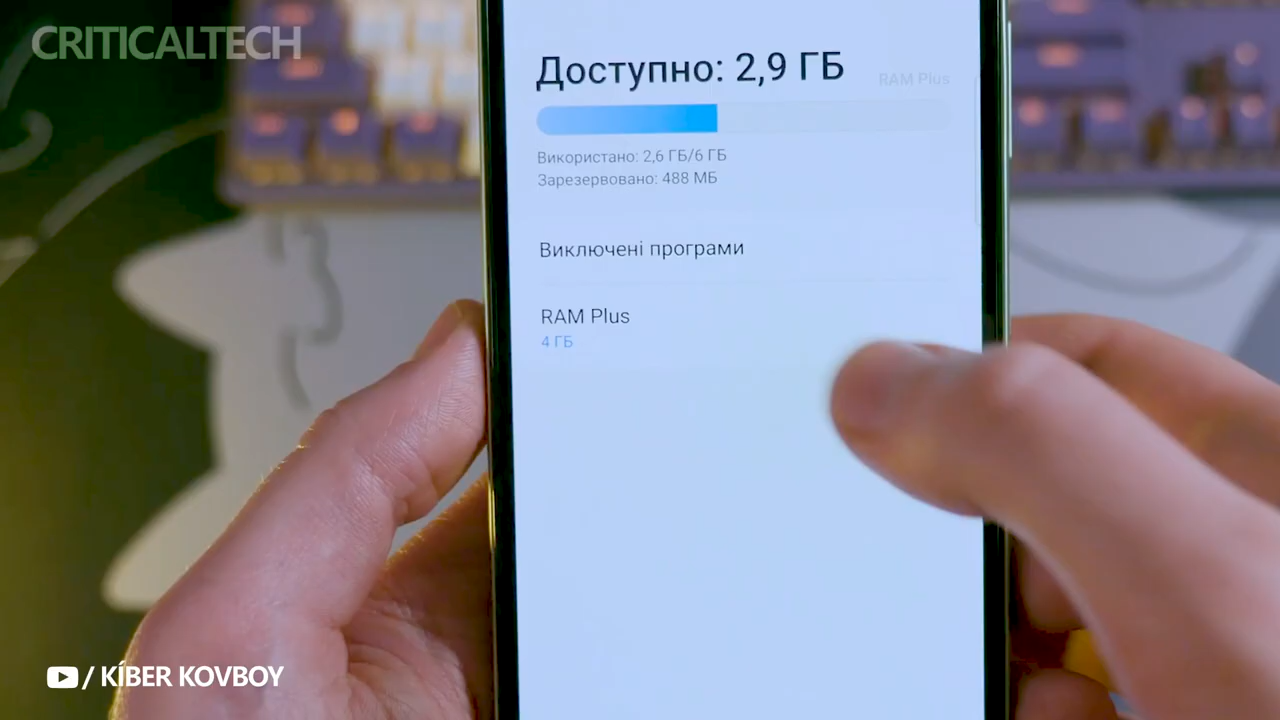 CRITICALTECH
Доступно: 2,9 ГБ
RAM Plus
Використано: 2,6 ГБ/6 ГБ
Зарезервовано: 488 МБ
Виключені програми
RAM Plus
4 ГБ
/ KÍBER KOVBOY